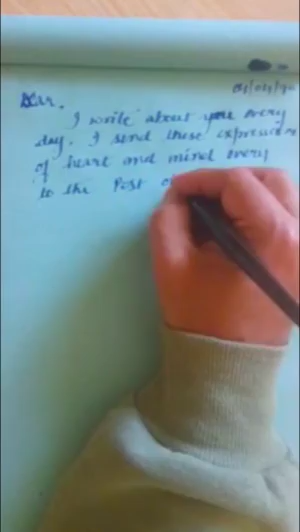 Dear,
I write about you every
day. I send these
of heart and mind every
to the Post